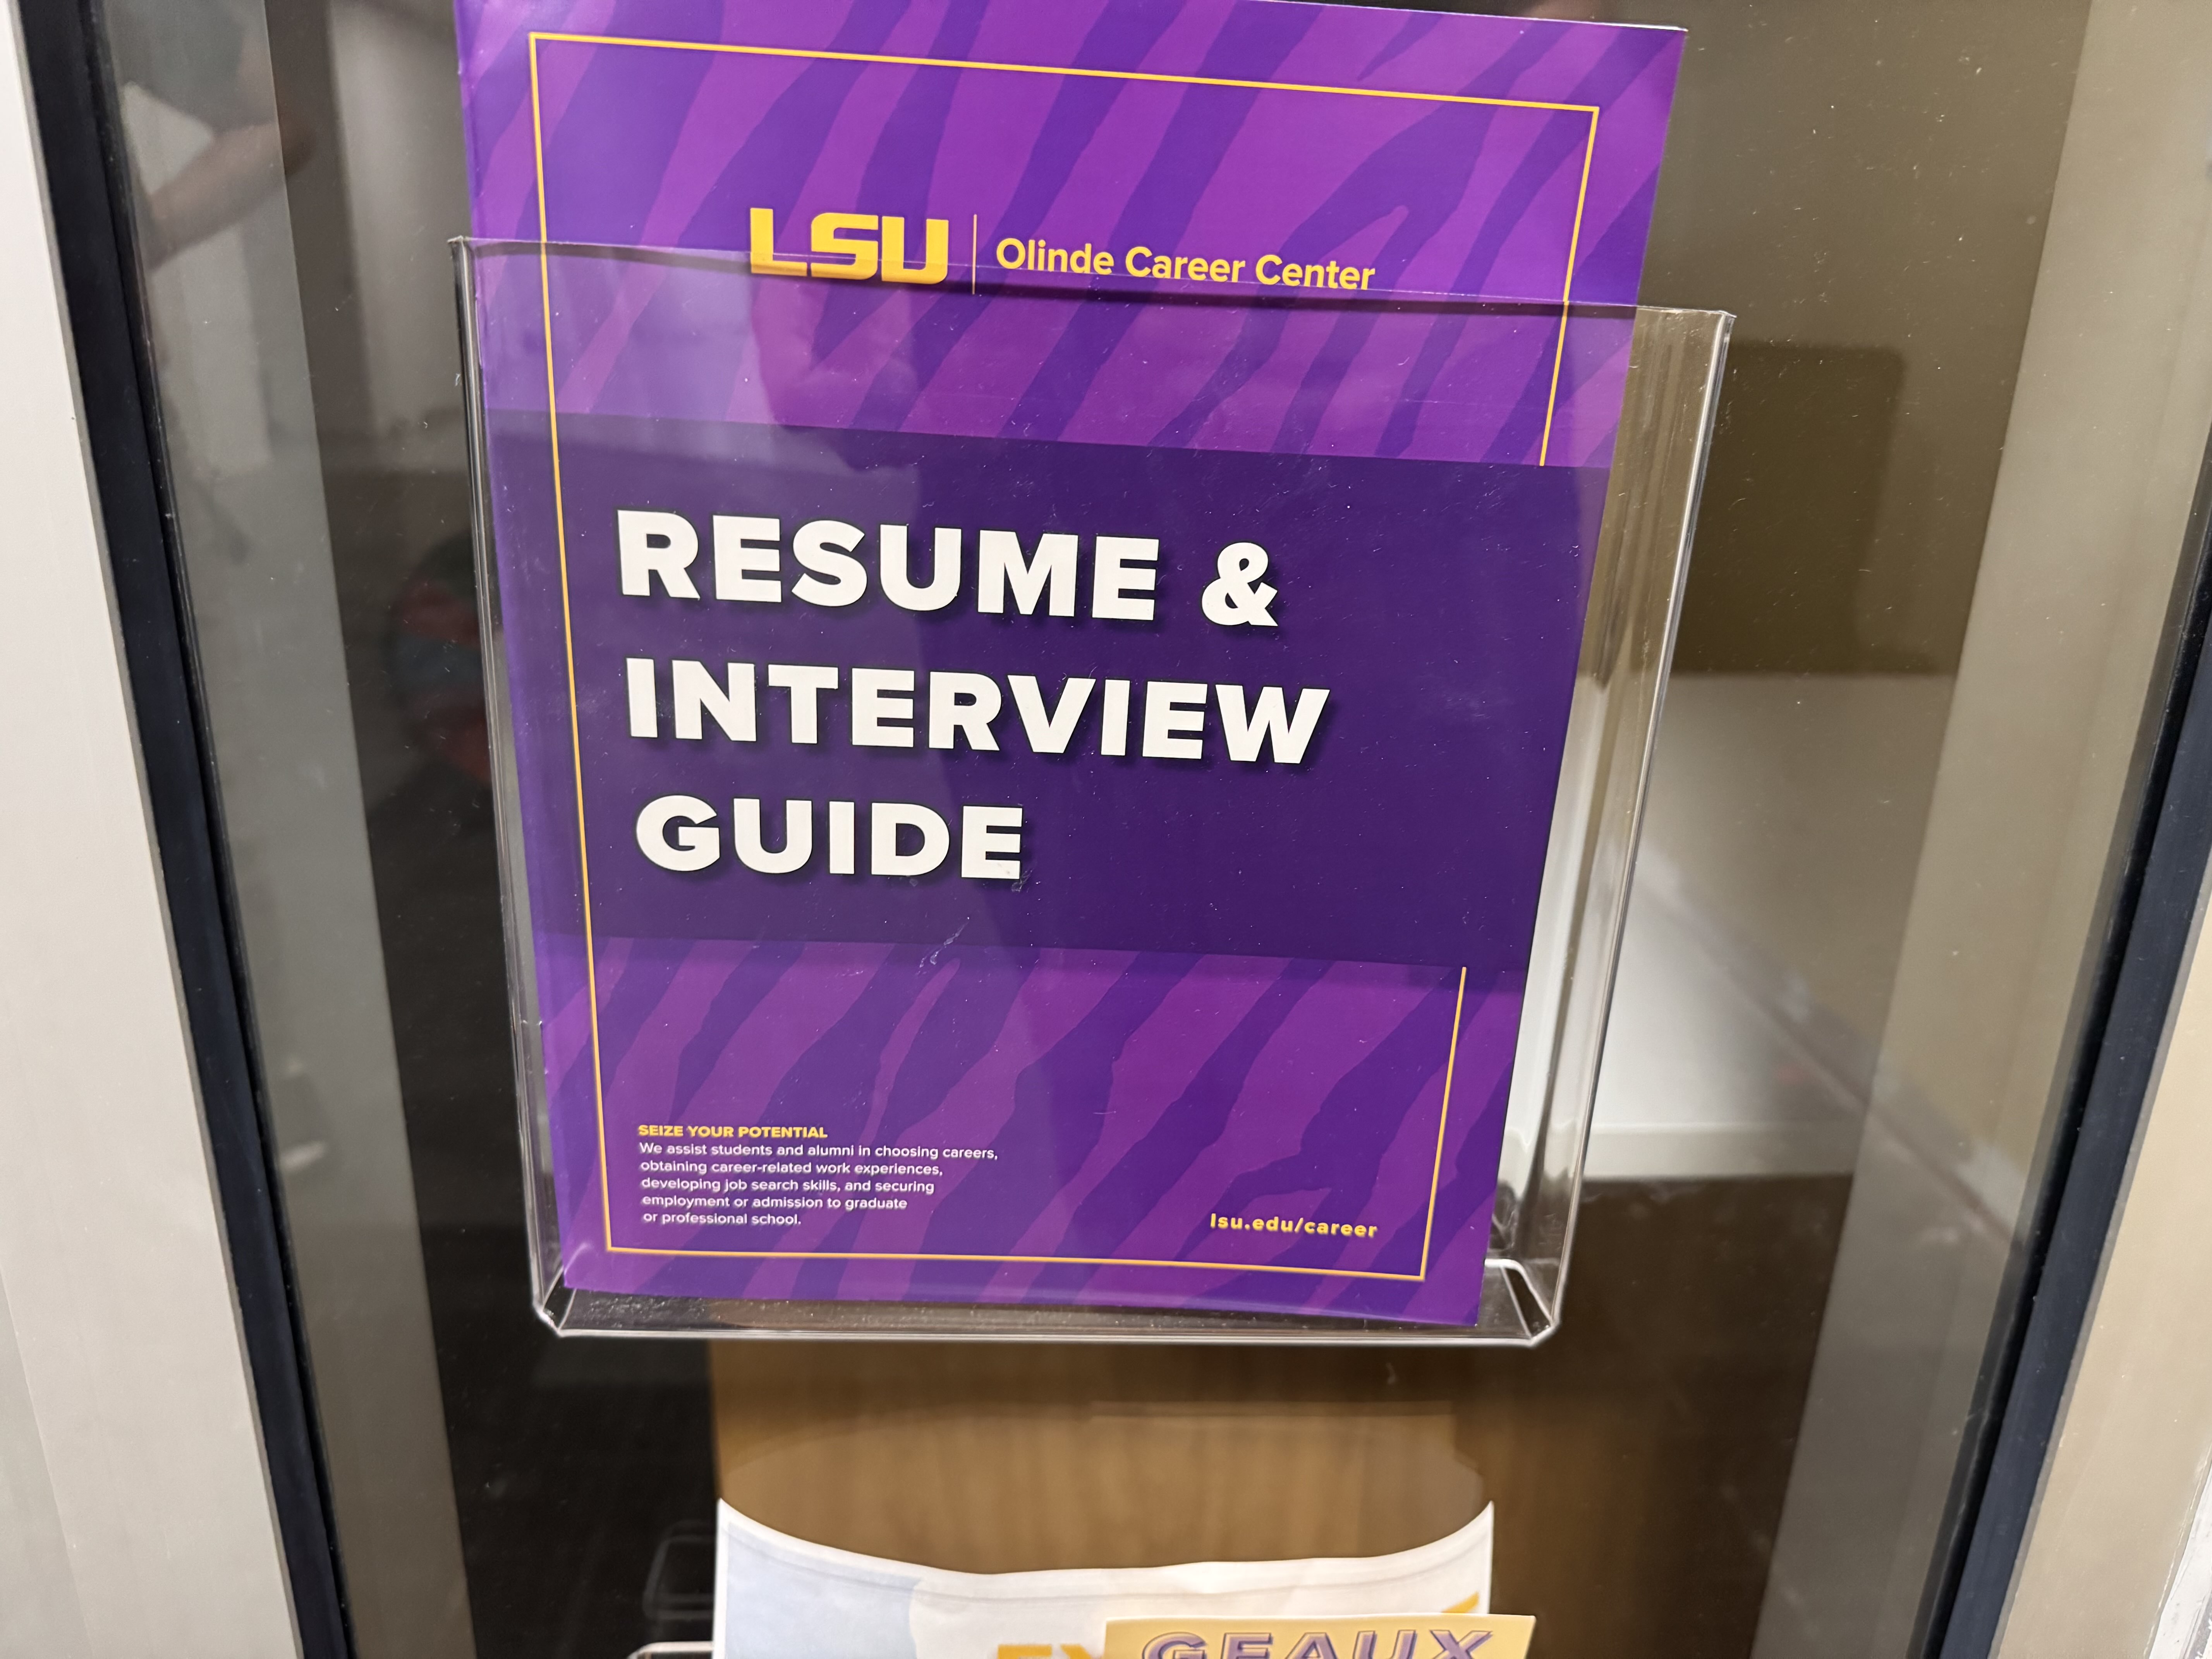 LSU | Olinde Career Center
RESUME &
INTERVIEW
GUIDE
SEIZE YOUR POTENTIAL
We assist students and alumni in choosing careers,
obtaining career-related work experiences,
developing job search skills, and securing
employment or admission to graduate
or professional school.
lsu.edu/career
GEAUX